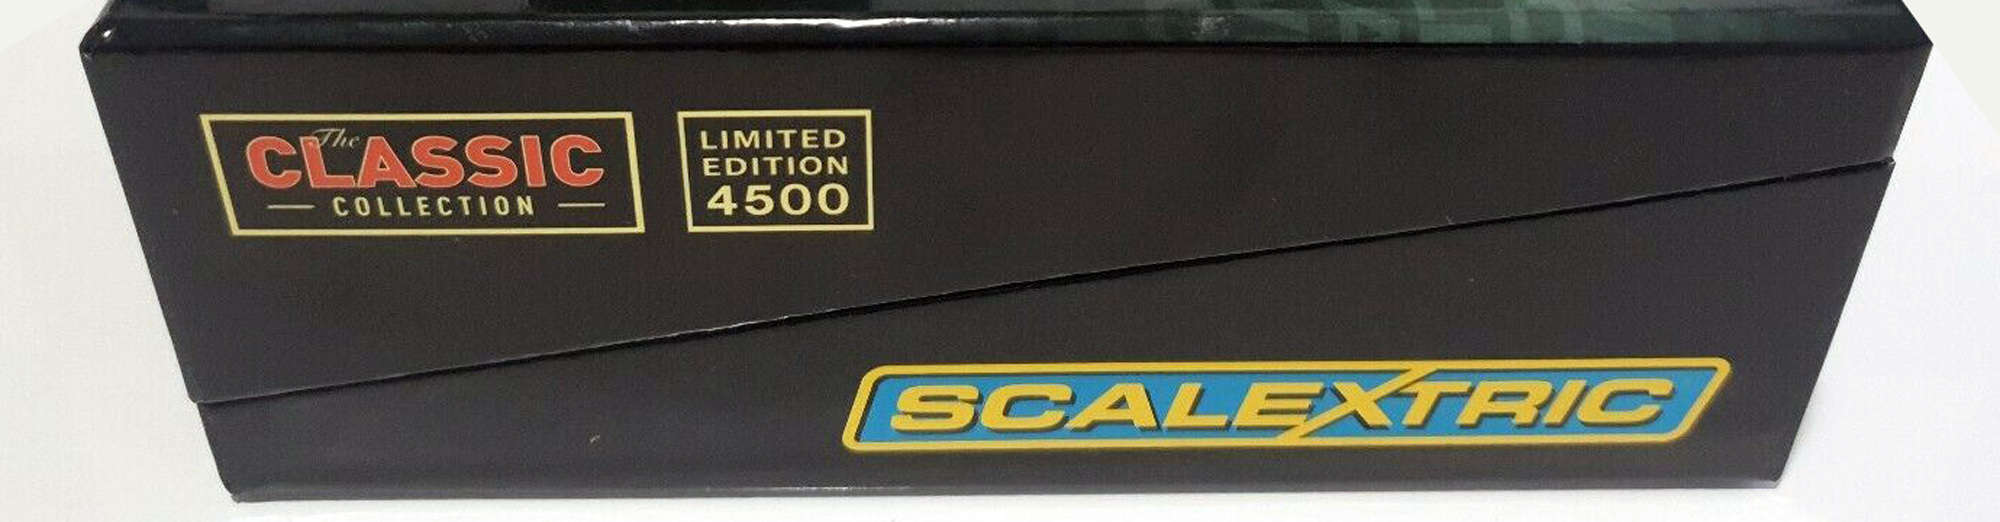 The
CLASSIC
COLLECTION
LIMITED
EDITION
4500
SCALEXTRIC